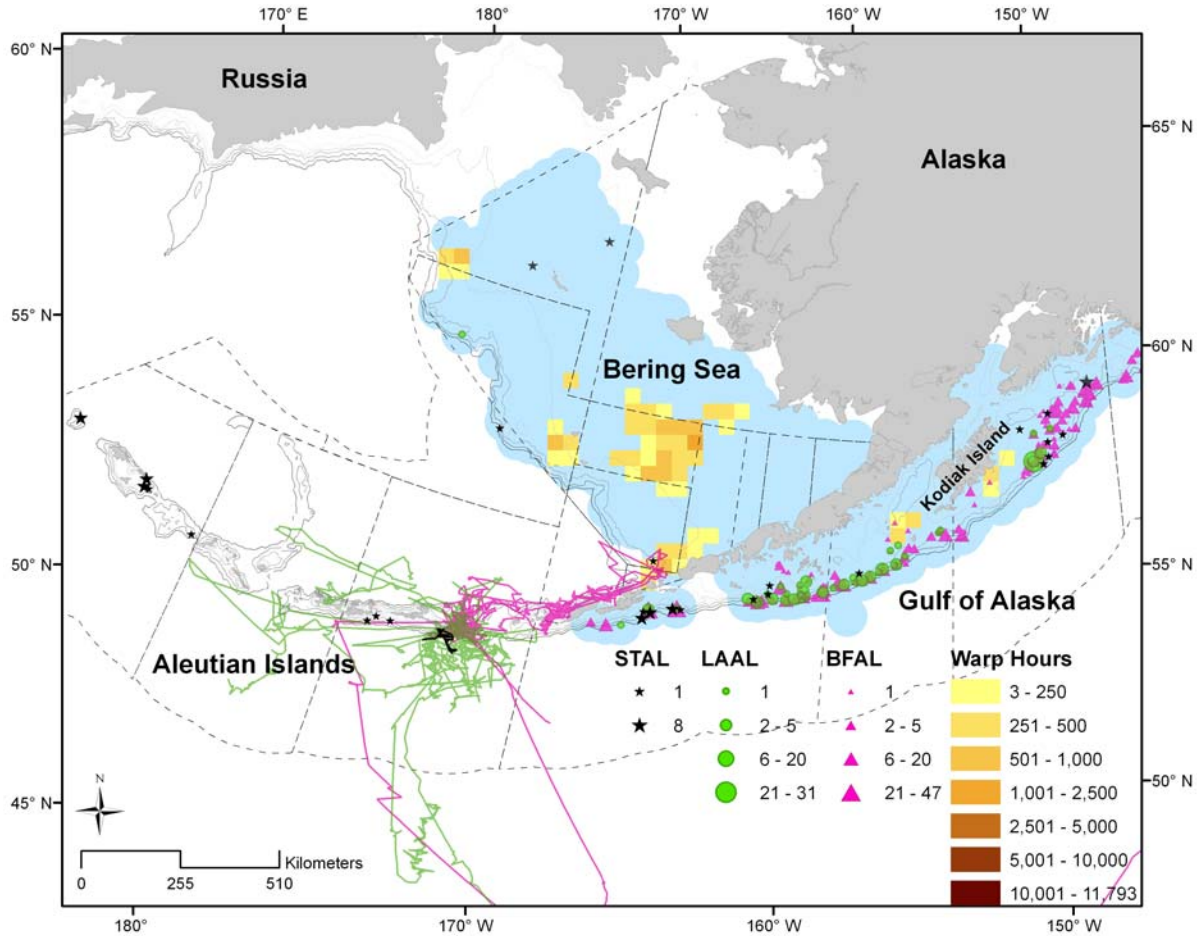 170° E 180° 170° W 160° W 150° W
60° N
Russia
Alaska
65° N
55° N
60° N
Bering Sea
Kodiak Island
50° N
55° N
Gulf of Alaska
Aleutian Islands
STAL LAAL BFAL Warp Hours
1 1 1 3 - 250
8 2 - 5 2 - 5 251 - 500
6 - 20 6 - 20 501 - 1,000
21 - 31 21 - 47 1,001 - 2,500
2,501 - 5,000
5,001 - 10,000
10,001 - 11,793
50° N
45° N
N
Kilometers
0 255 510
180° 170° W 160° W 150° W